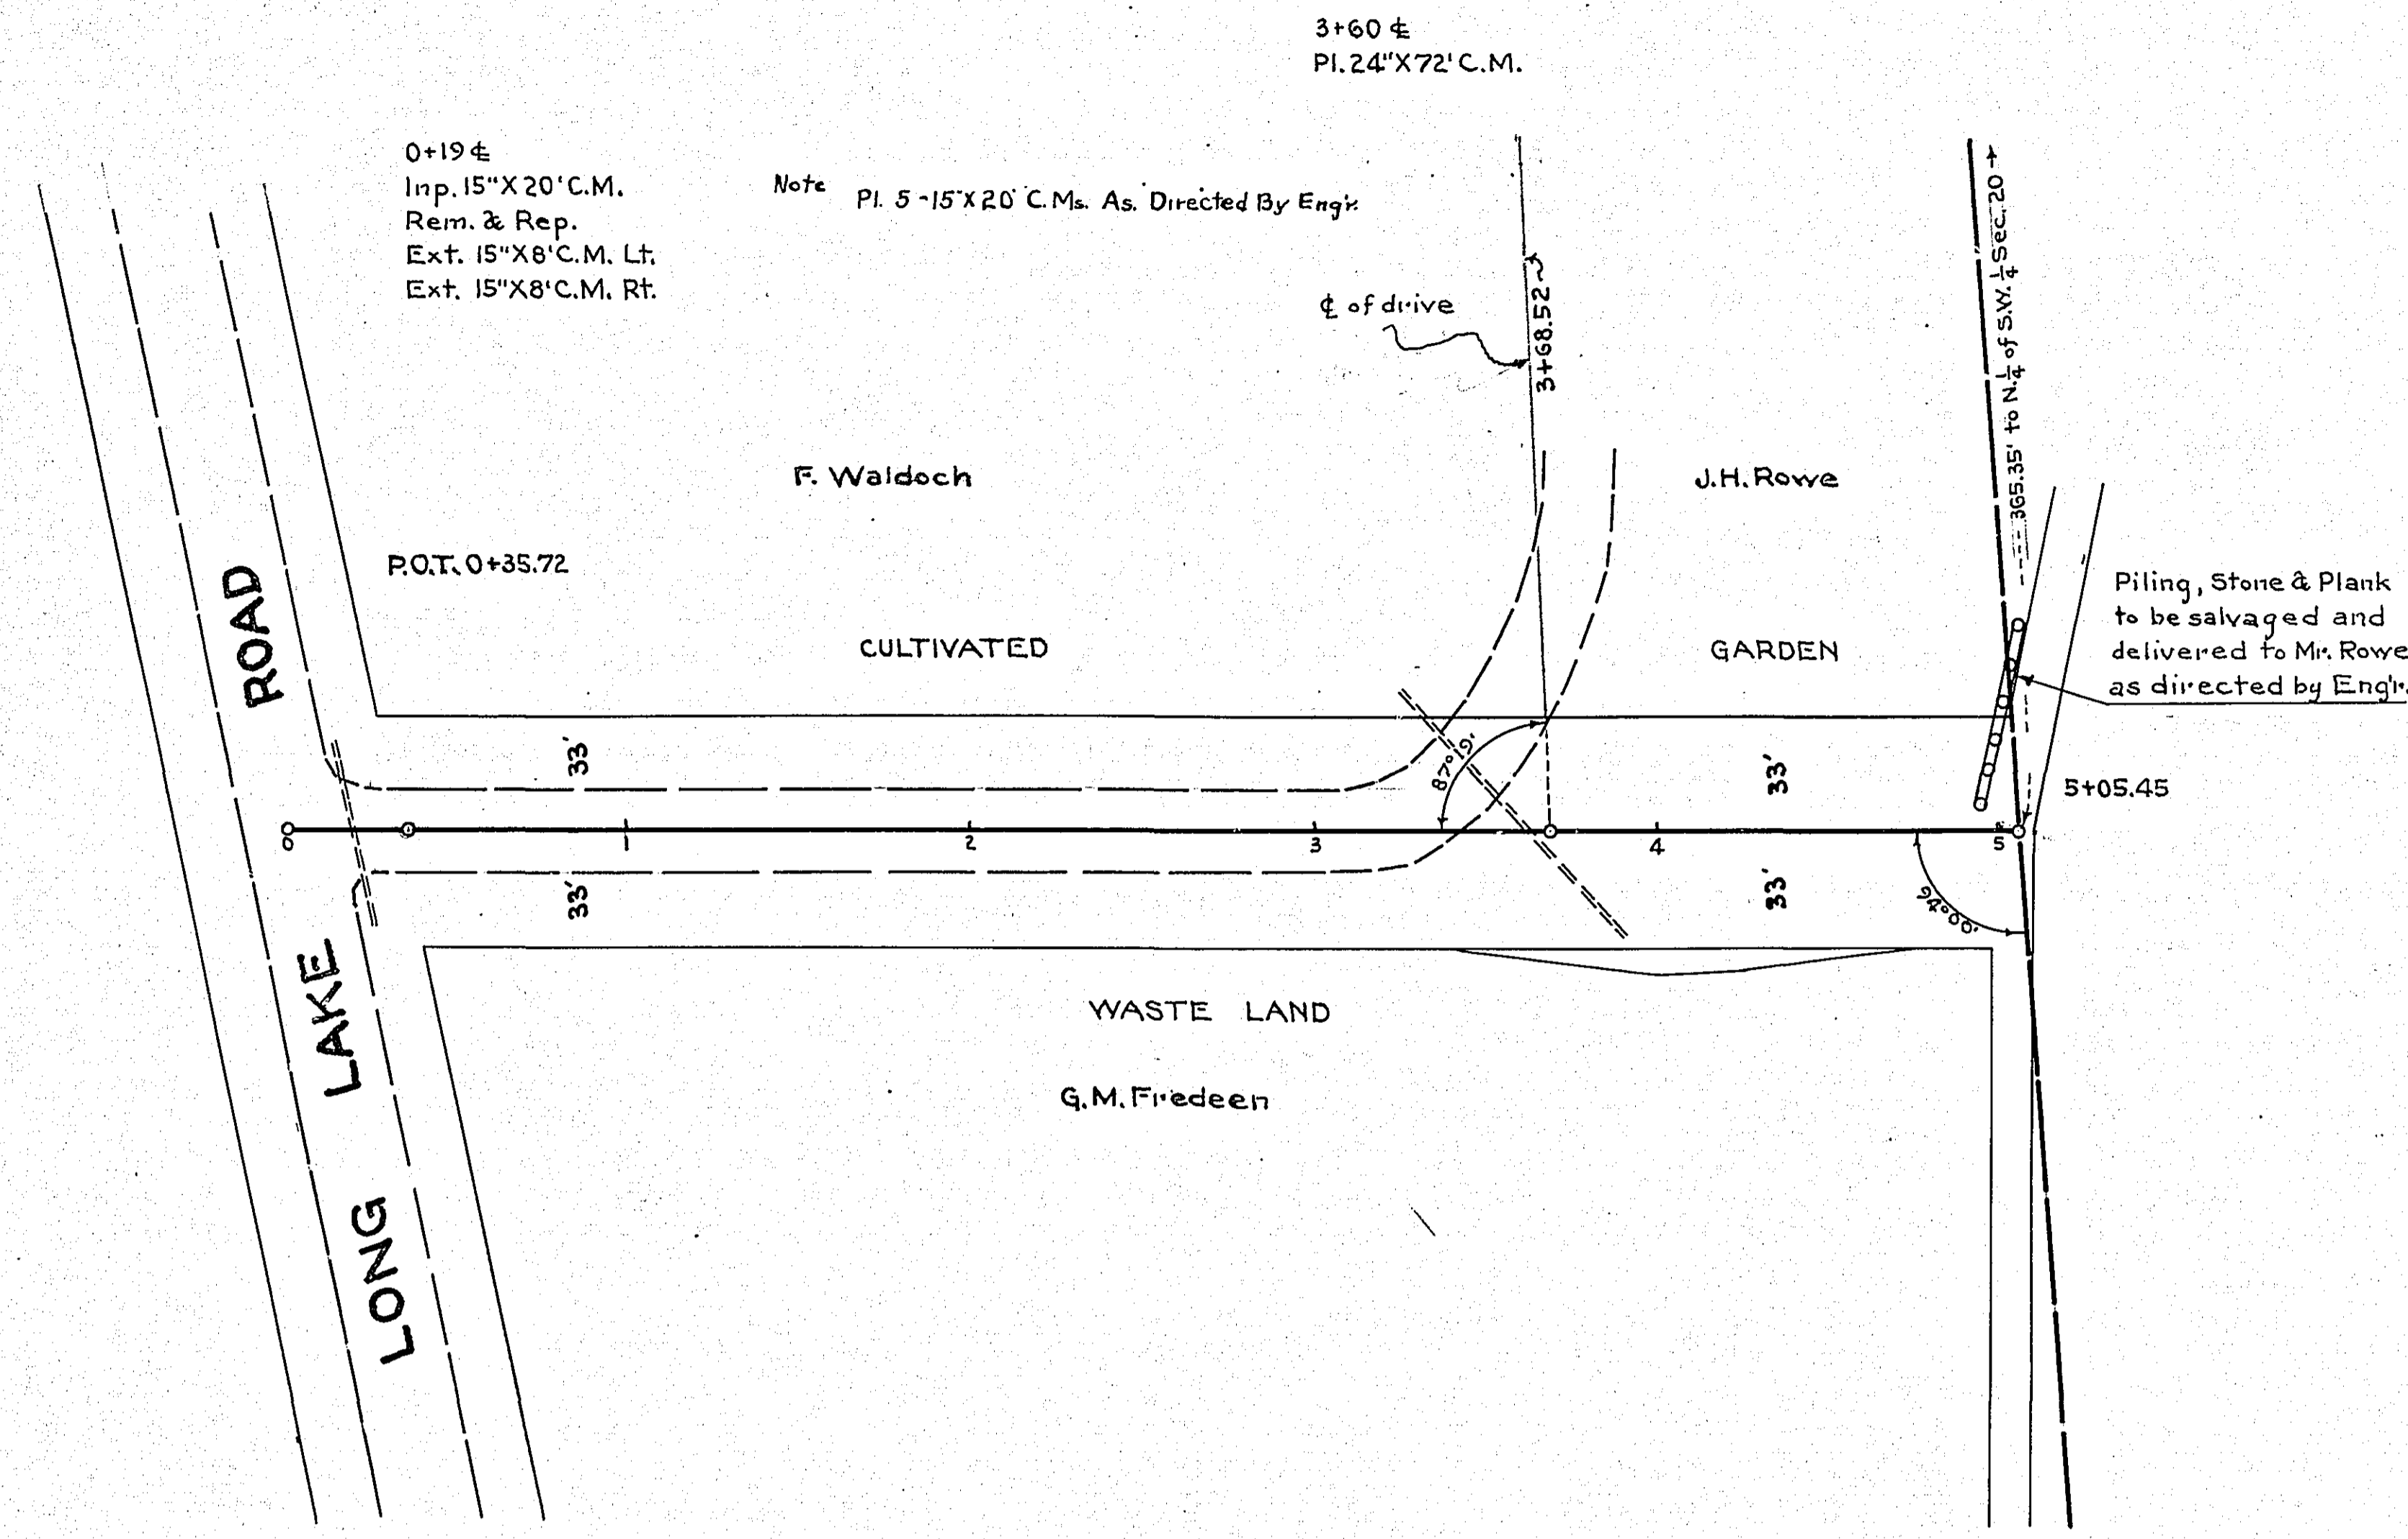 3+60 ℄
Pl. 24"X72' C.M.
0+19 ℄
Inp. 15"X20' C.M.
Rem. & Rep.
Ext. 15"X8' C.M. Lt.
Ext. 15"X8' C.M. Rt.
Note Pl. 5-15"X20' C.Ms. As. Directed By Engr.
℄ of drive
3+68.52
365.35' to N.¼ of S.W.¼ Sec. 20
F. Waldoch
J.H. Rowe
P.O.T. 0+35.72
CULTIVATED
GARDEN
Piling, Stone & Plank
to be salvaged and
delivered to Mr. Rowe
as directed by Eng'r.
33'
87°19'
33'
5+05.45
0 1 2 3 4 5
33'
33'
94°00'
LONG LAKE ROAD
WASTE LAND
G.M. Fredeen